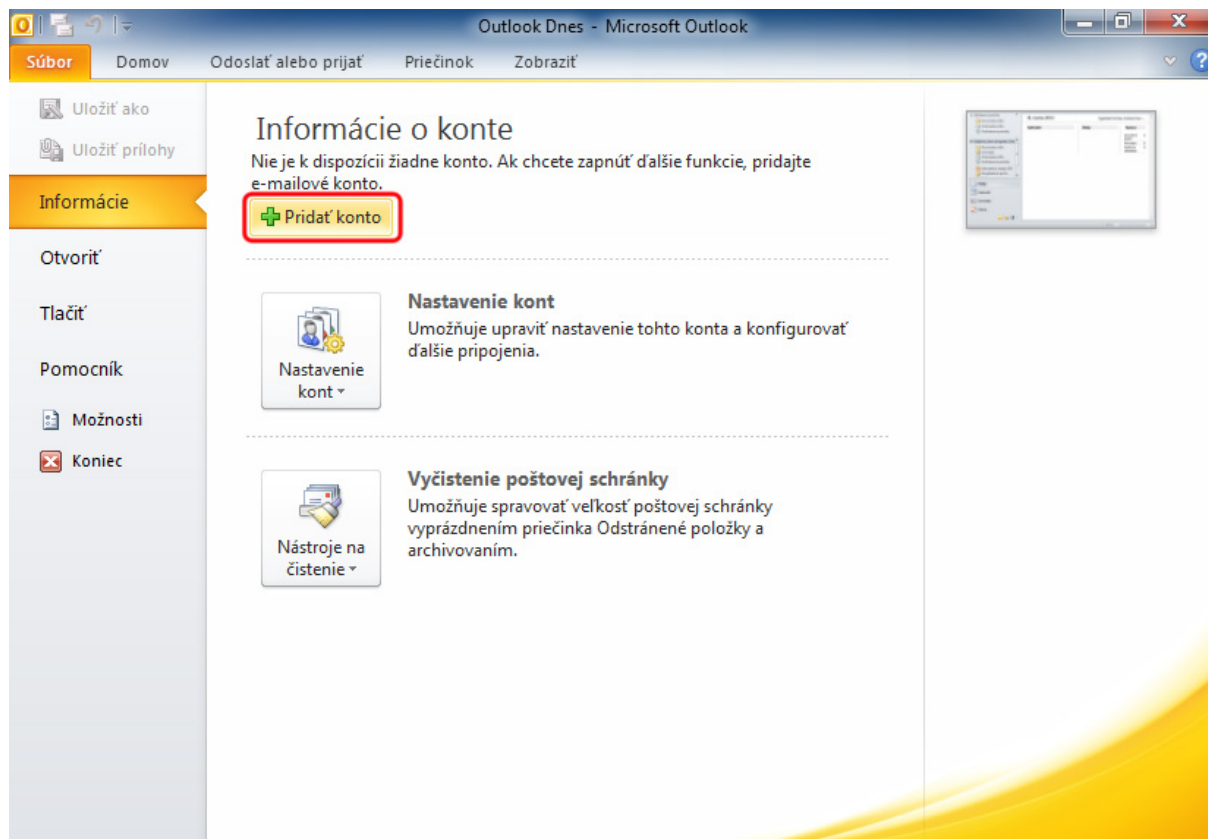 Outlook Dnes - Microsoft Outlook
Súbor Domov Odoslať alebo prijať Priečinok Zobraziť
Uložiť ako
Uložiť prílohy
Informácie
Otvoriť
Tlačiť
Pomocník
Možnosti
Koniec
Informácie o konte
Nie je k dispozícii žiadne konto. Ak chcete zapnúť ďalšie funkcie, pridajte
e-mailové konto.
Pridať konto
Nastavenie
kont
Nastavenie kont
Umožňuje upraviť nastavenie tohto konta a konfigurovať
ďalšie pripojenia.
Nástroje na
čistenie
Vyčistenie poštovej schránky
Umožňuje spravovať veľkosť poštovej schránky
vyprázdnením priečinka Odstránené položky a
archivovaním.